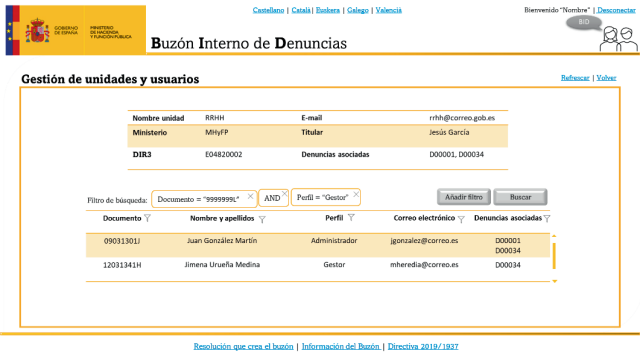 Castellano | Català | Euskera | Galego | Valencià
Bienvenido "Nombre" | Desconectar
GOBIERNO DE ESPAÑA
MINISTERIO DE HACIENDA Y FUNCIÓN PÚBLICA
BID
Buzón Interno de Denuncias
Gestión de unidades y usuarios
Refrescar | Volver
Nombre unidad RRHH E-mail rrhh@correo.gob.es
Ministerio MHyFP Titular Jesús García
DIR3 E04820002 Denuncias asociadas D00001, D00034
Filtro de búsqueda: Documento = "9999999L" X AND X Perfil = "Gestor" X Añadir filtro Buscar
Documento Nombre y apellidos Perfil Correo electrónico Denuncias asociadas
09031301J Juan González Martín Administrador jgonzalez@correo.es D00001
D00034
12031341H Jimena Urueña Medina Gestor mheredia@correo.es D00034
Resolución que crea el buzón | Información del Buzón | Directiva 2019/1937